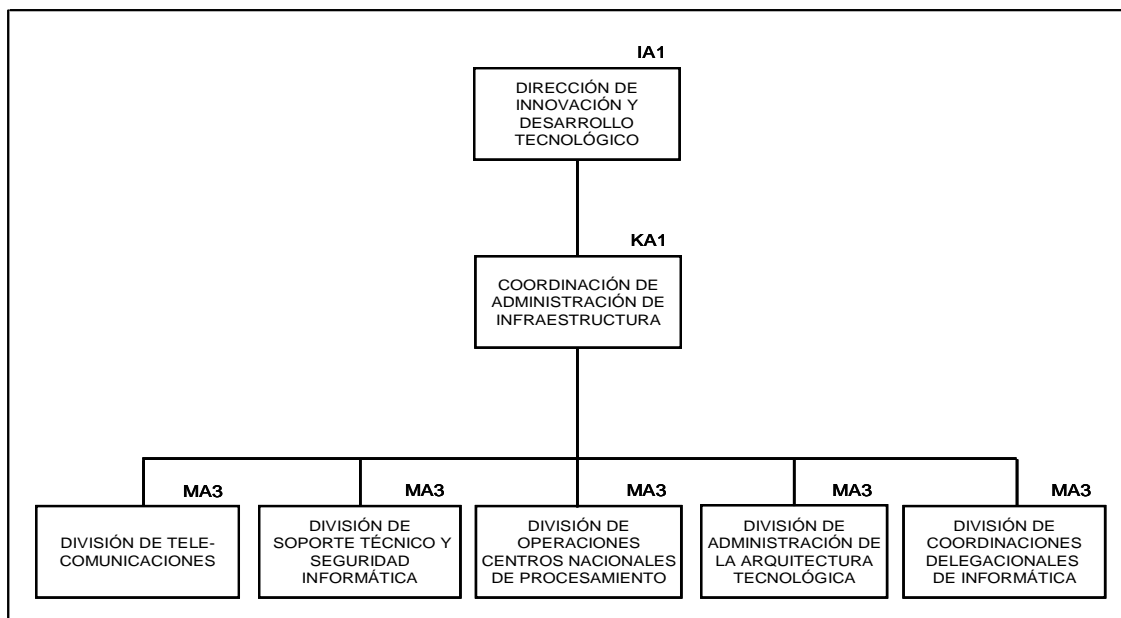 IA1
DIRECCIÓN DE
INNOVACIÓN Y
DESARROLLO
TECNOLÓGICO
KA1
COORDINACIÓN DE
ADMINISTRACIÓN DE
INFRAESTRUCTURA
MA3
DIVISIÓN DE TELE-
COMUNICACIONES
MA3
DIVISIÓN DE
SOPORTE TÉCNICO Y
SEGURIDAD
INFORMÁTICA
MA3
DIVISIÓN DE
OPERACIONES
CENTROS NACIONALES
DE PROCESAMIENTO
MA3
DIVISIÓN DE
ADMINISTRACIÓN DE
LA ARQUITECTURA
TECNOLÓGICA
MA3
DIVISIÓN DE
COORDINACIONES
DELEGACIONALES
DE INFORMÁTICA